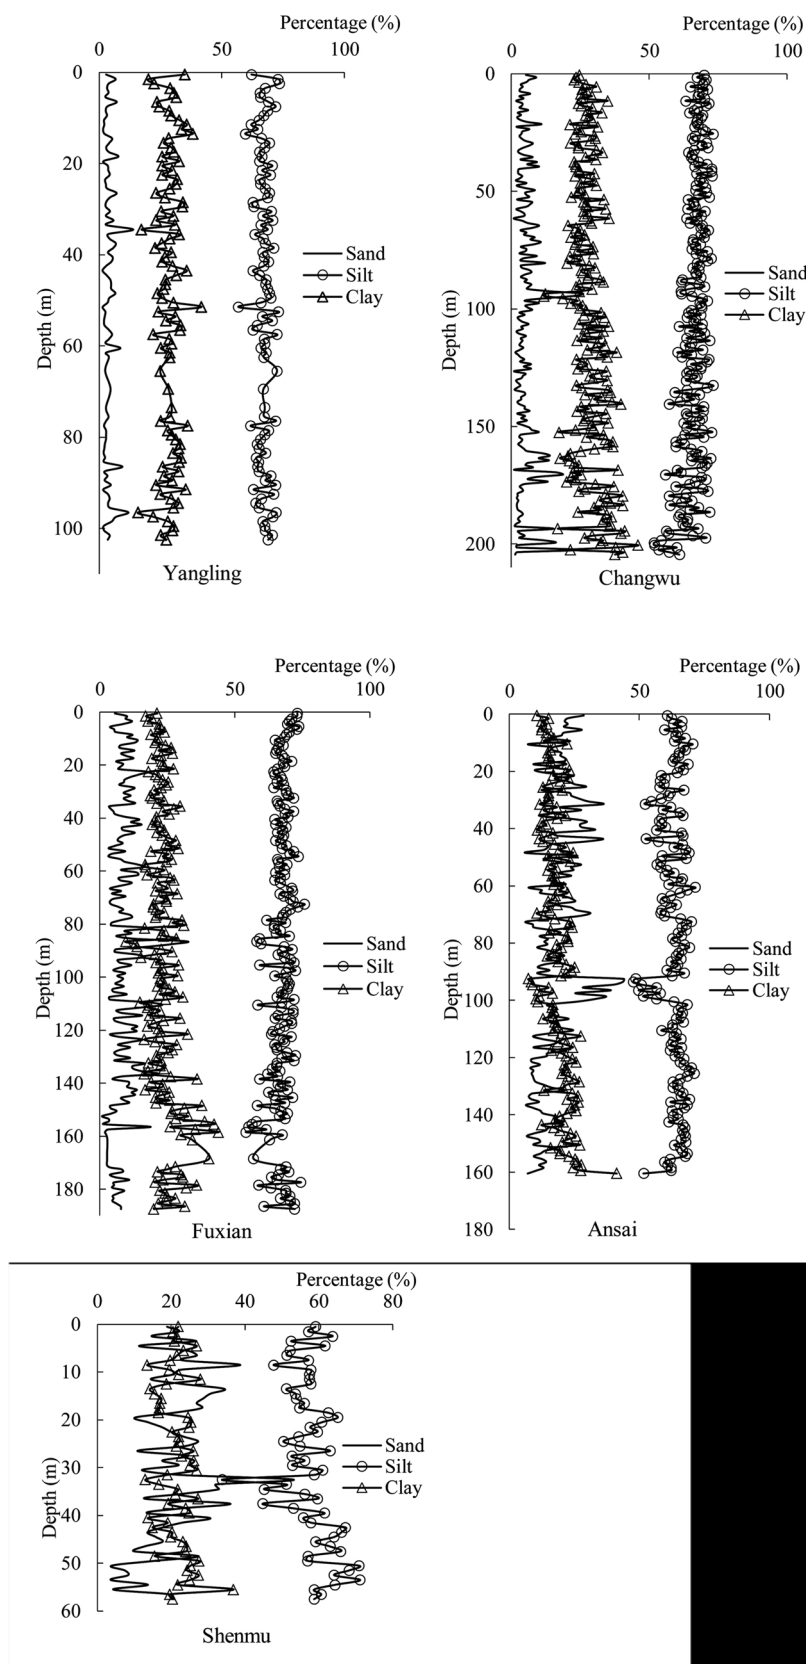 Percentage (%)
0 50 100
0
20
40
60
80
100
Depth (m)
Sand
Silt
Clay
Yangling
Percentage (%)
0 50 100
0
50
100
150
200
Depth (m)
Sand
Silt
Clay
Changwu
Percentage (%)
0 50 100
0
20
40
60
80
100
120
140
160
180
Depth (m)
Sand
Silt
Clay
Fuxian
Percentage (%)
0 50 100
0
20
40
60
80
100
120
140
160
180
Depth (m)
Sand
Silt
Clay
Ansai
Percentage (%)
0 20 40 60 80
0
10
20
30
40
50
60
Depth (m)
Sand
Silt
Clay
Shenmu